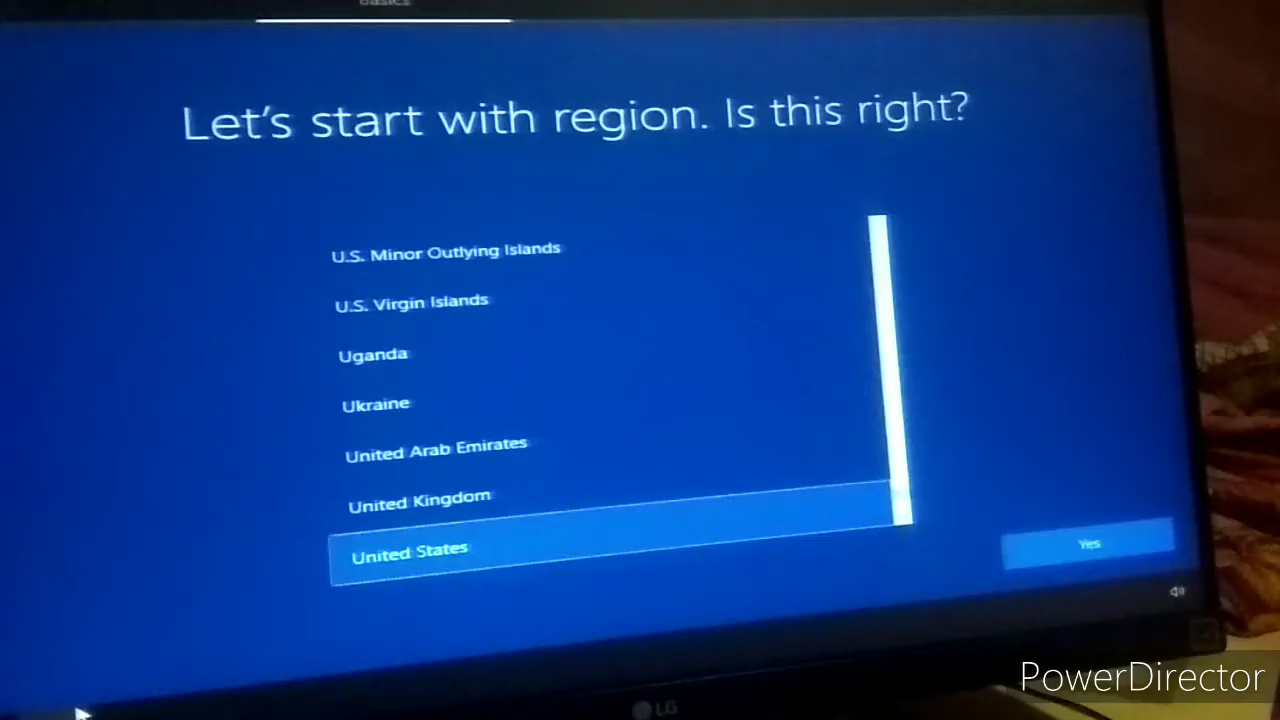 Basics
Let's start with region. Is this right?
U.S. Minor Outlying Islands
U.S. Virgin Islands
Uganda
Ukraine
United Arab Emirates
United Kingdom
United States
Yes
LG
PowerDirector